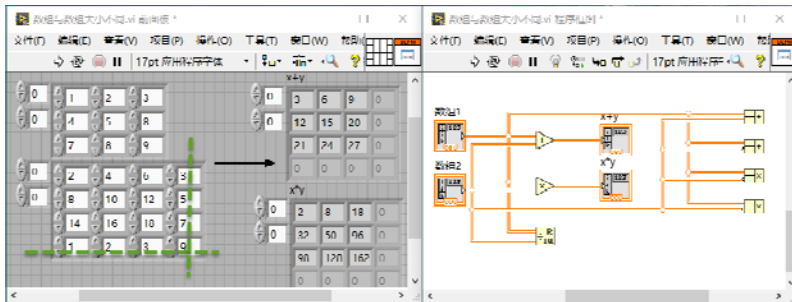 数组与数组大小不同.vi 前面板 *
文件(F) 编辑(E) 查看(V) 项目(P) 操作(O) 工具(T) 窗口(W) 帮助
17pt 应用程序字体
x+y
0 1 2 3
0 4 5 8
7 8 9
0 3 6 9 0
0 12 15 20 0
21 24 27 0
0 0 0 0
0 2 4 6 3
0 8 10 12 5
14 16 18 7
1 2 3 9
x*y
0 2 8 18 0
0 32 50 96 0
98 128 162 0
0 0 0 0
数组与数组大小不同.vi 程序框图 *
文件(F) 编辑(E) 查看(V) 项目(P) 操作(O) 工具(T) 窗口(W) 帮助
17pt 应用程序
数组1
x+y
数组2
x*y